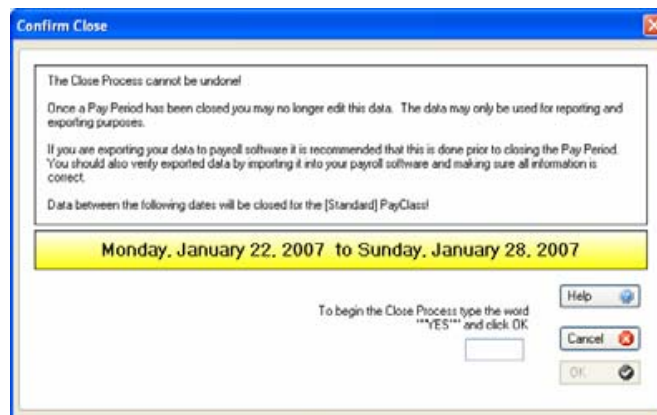 Confirm Close
The Close Process cannot be undone!
Once a Pay Period has been closed you may no longer edit this data. The data may only be used for reporting and
exporting purposes.
If you are exporting your data to payroll software it is recommended that this is done prior to closing the Pay Period.
You should also verify exported data by importing it into your payroll software and making sure all information is
correct.
Data between the following dates will be closed for the [Standard] PayClass!
Monday, January 22, 2007 to Sunday, January 28, 2007
To begin the Close Process type the word
"""YES""" and click OK
Help
Cancel
OK